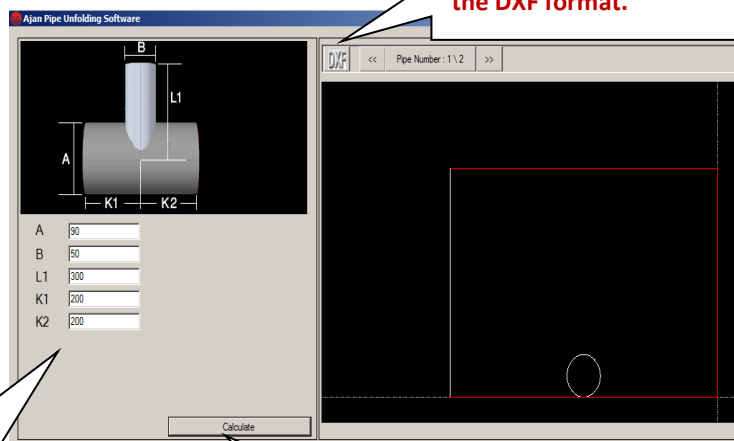 the DXF format.
Ajan Pipe Unfolding Software
DXF << Pipe Number : 1 \ 2 >>
B
L1
A
K1 K2
A 90
B 50
L1 300
K1 200
K2 200
Calculate